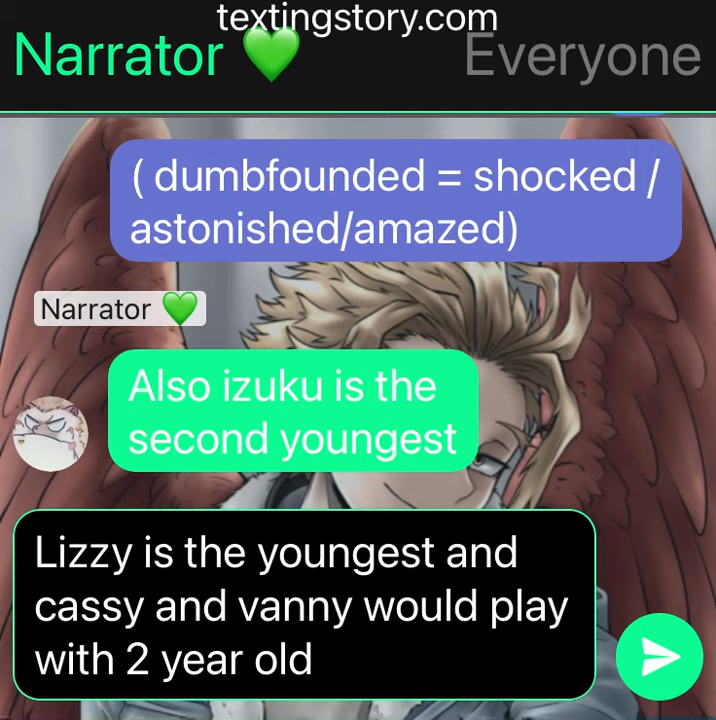 textingstory.com
Narrator 💚 Everyone
( dumbfounded = shocked /
astonished/amazed)
Narrator 💚
Also izuku is the
second youngest
Lizzy is the youngest and
cassy and vanny would play
with 2 year old